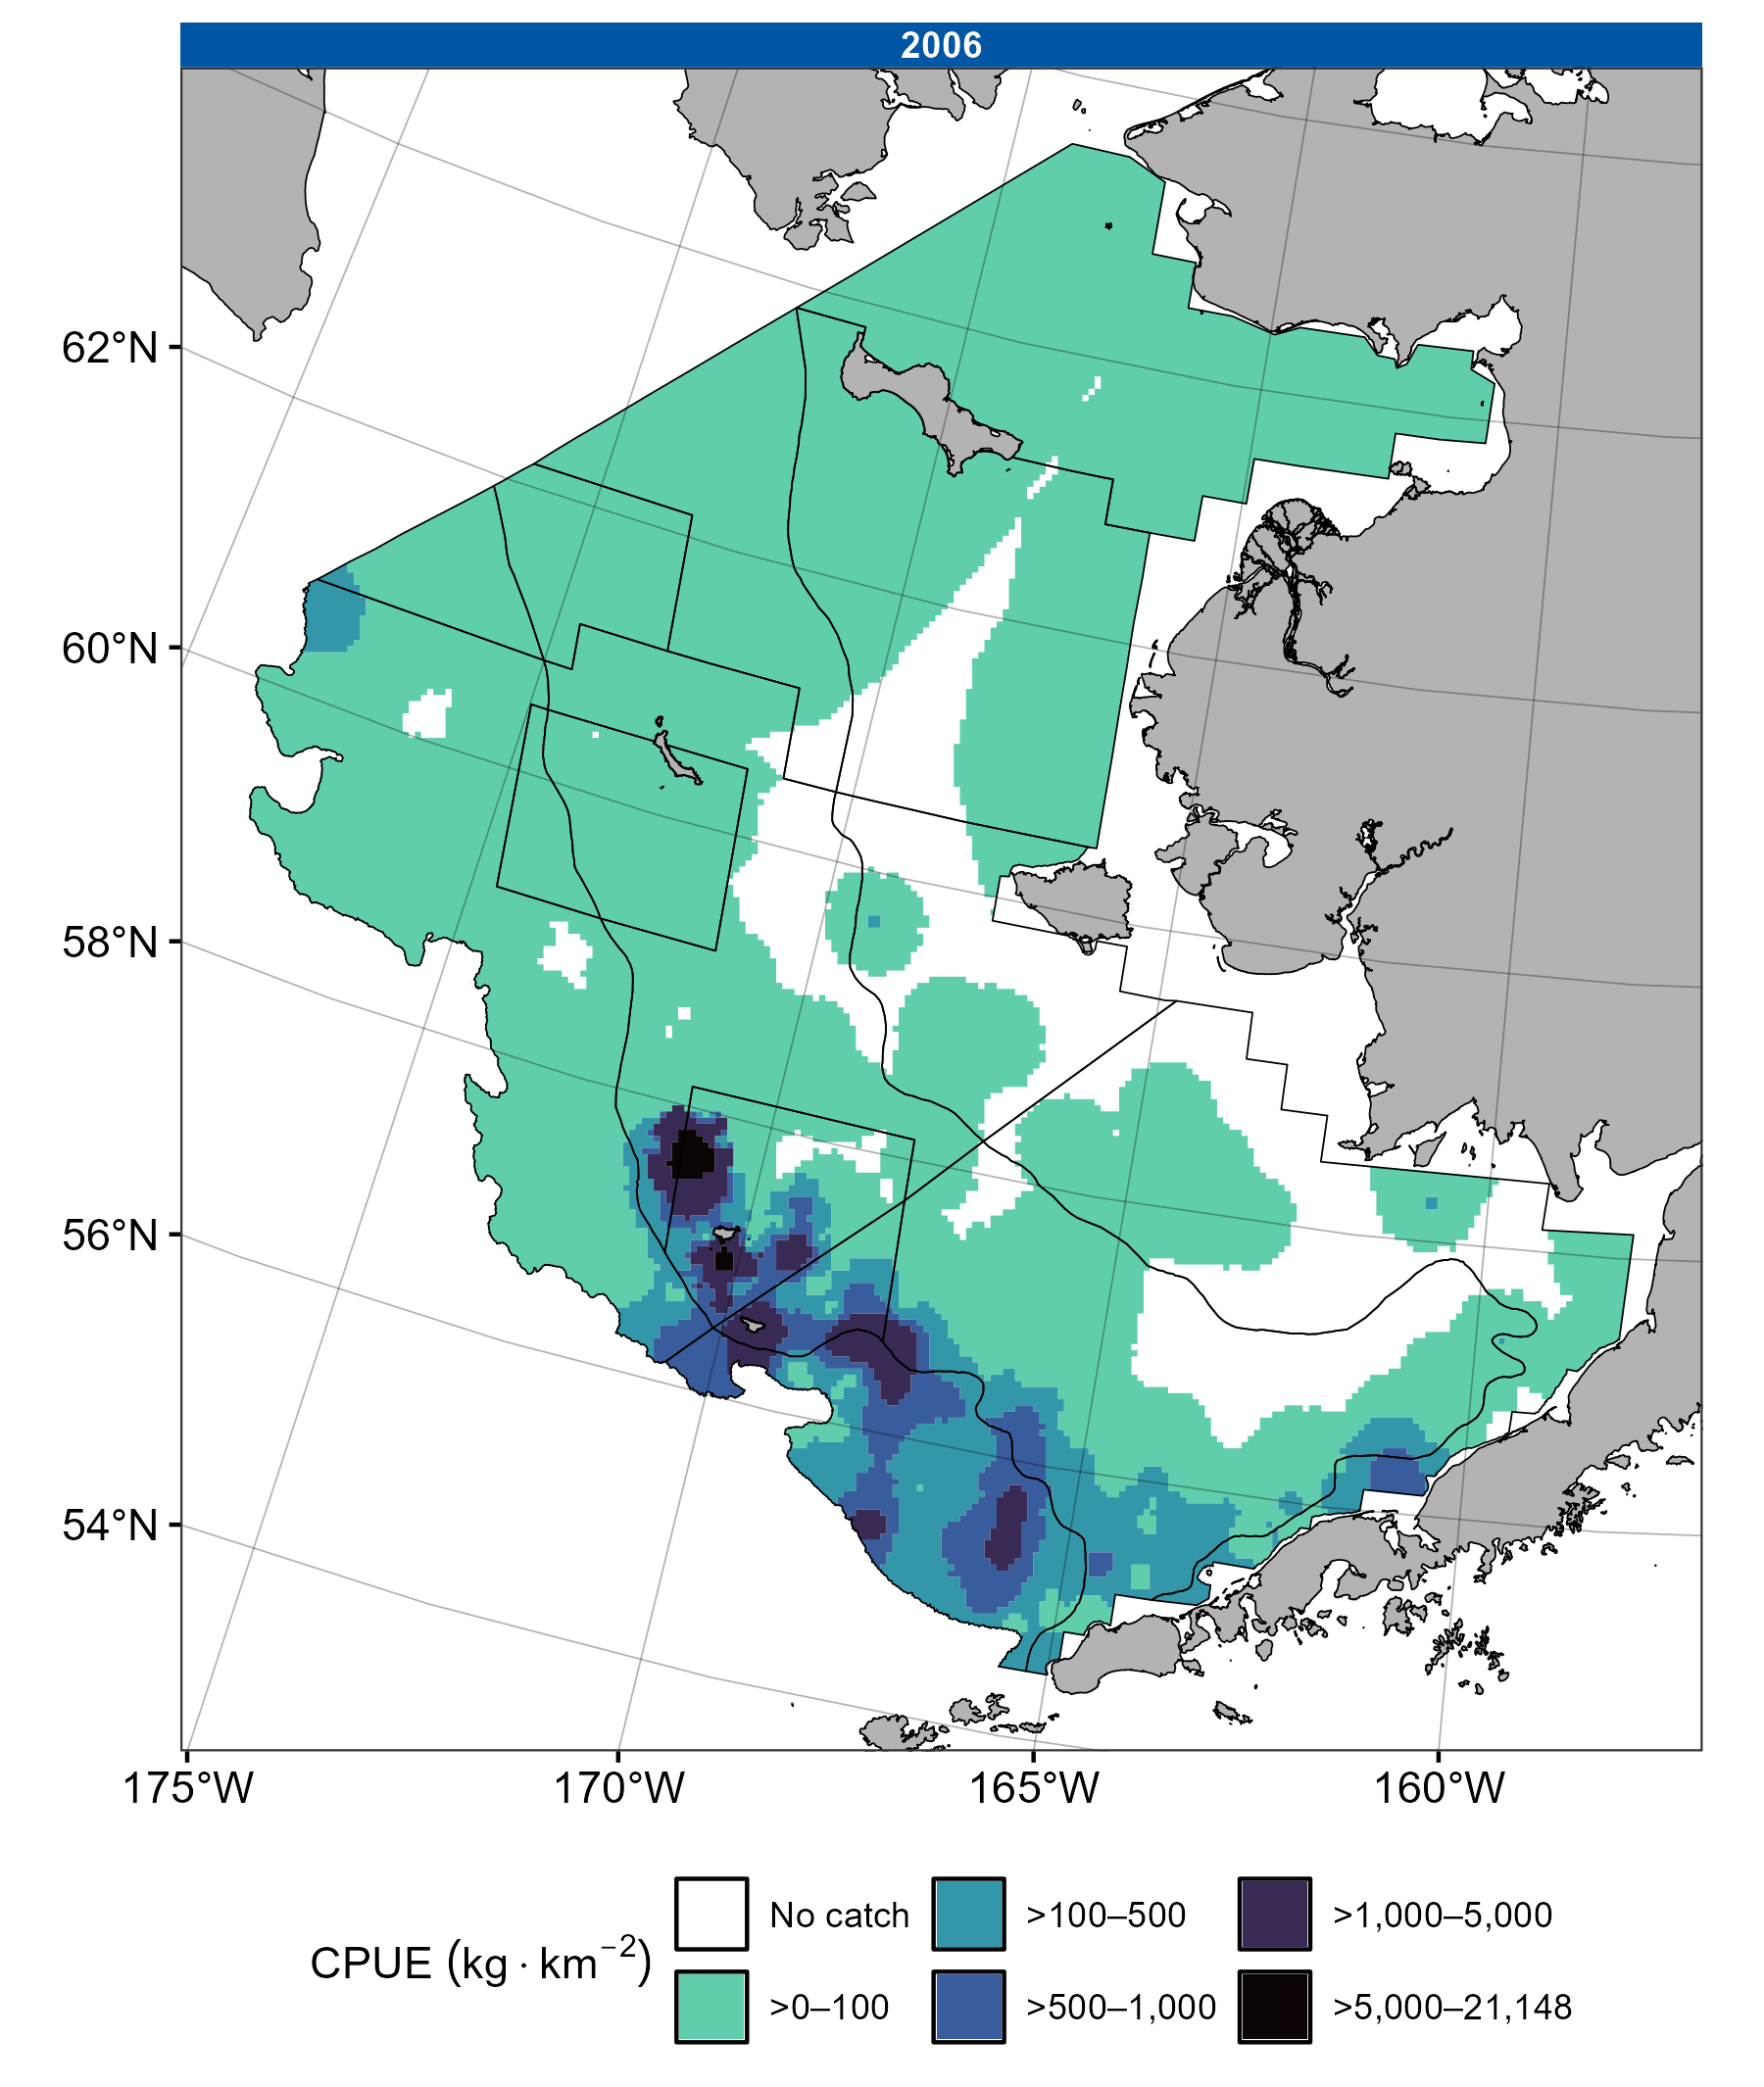 2006
62°N
60°N
58°N
56°N
54°N
175°W 170°W 165°W 160°W
CPUE (kg · km⁻²)
No catch >100–500 >1,000–5,000
>0–100 >500–1,000 >5,000–21,148